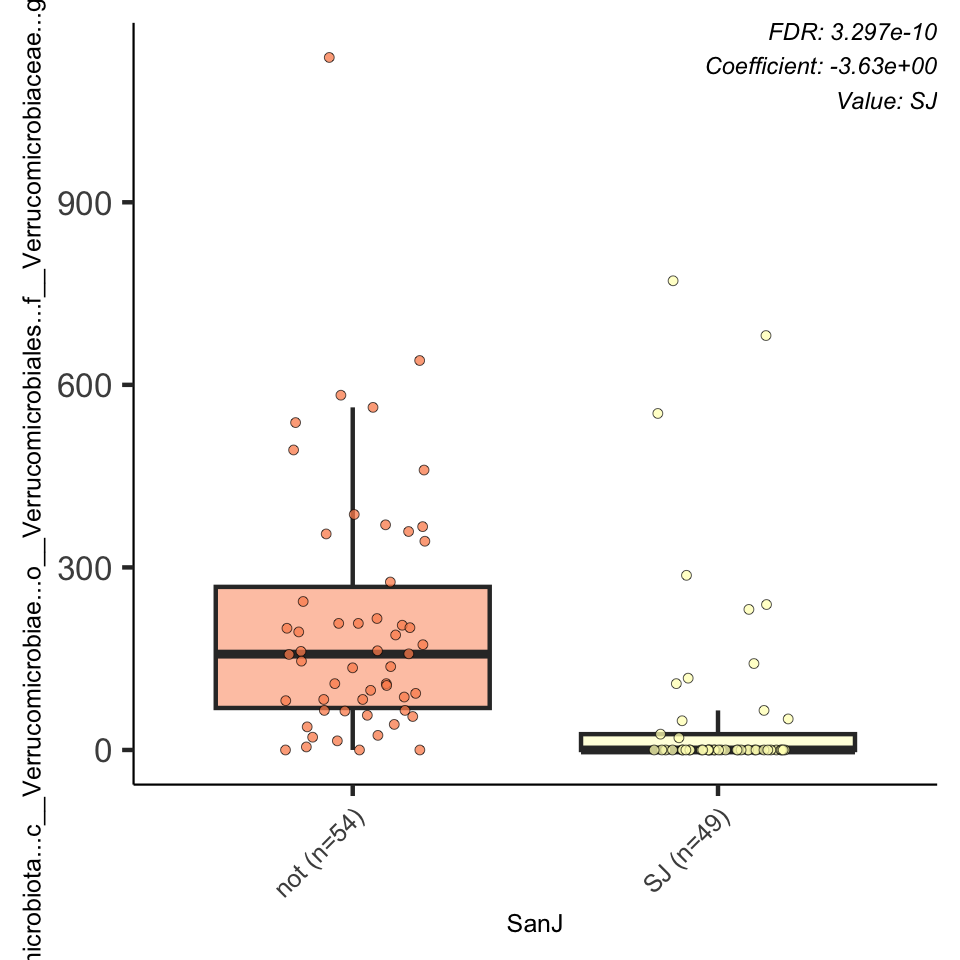 FDR: 3.297e-10
Coefficient: -3.63e+00
Value: SJ
nicrobiota...c__Verrucomicrobiae...o__Verrucomicrobiales...f__Verrucomicrobiaceae...g
900
600
300
0
not (n=54)
SJ (n=49)
SanJ